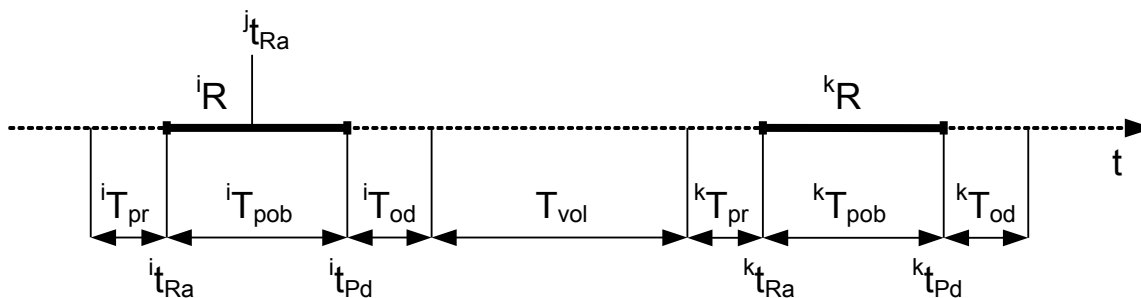 ʲtRa
ⁱR ᵏR
t
ⁱTpr ⁱTpob ⁱTod Tvol ᵏTpr ᵏTpob ᵏTod
ⁱtRa ⁱtPd ᵏtRa ᵏtPd